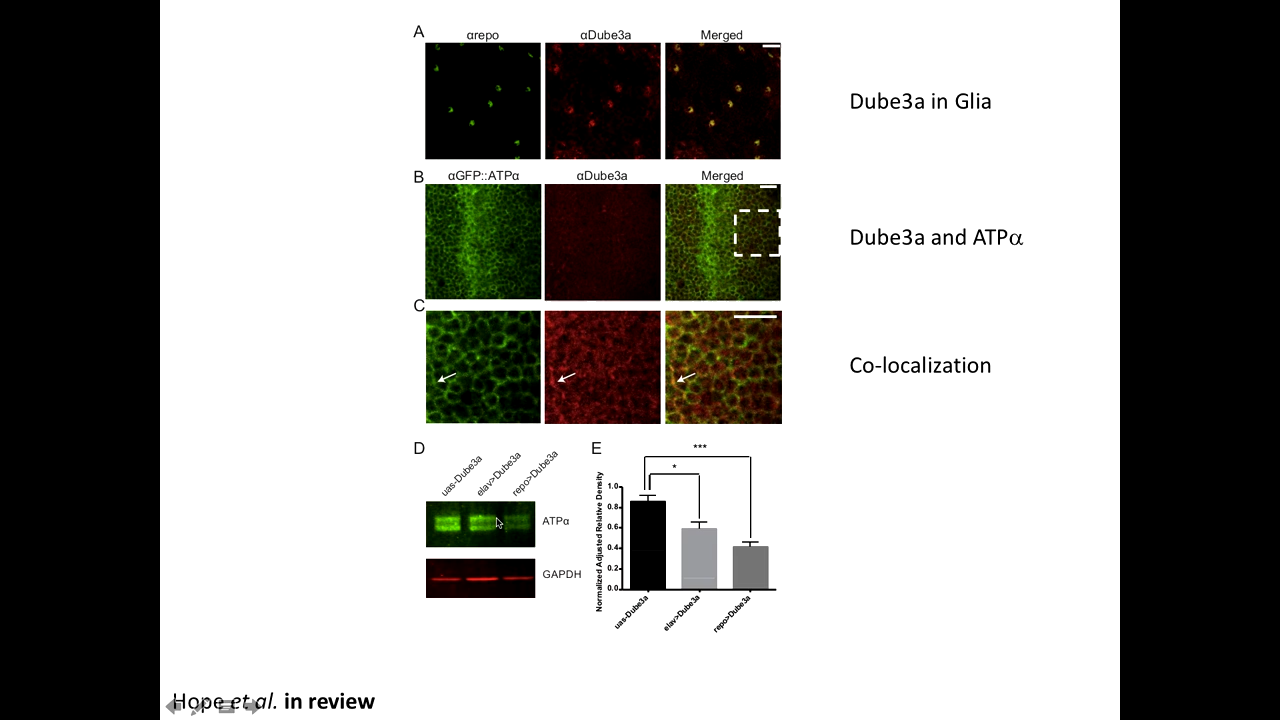 A
αrepo
αDube3a
Merged
Dube3a in Glia
B
αGFP::ATPα
αDube3a
Merged
Dube3a and ATPα
C
Co-localization
D
uas-Dube3a
elav>Dube3a
repo>Dube3a
ATPα
GAPDH
E
***
*
Normalized Adjusted Relative Density
1.0
0.8
0.6
0.4
0.2
0.0
uas-Dube3a
elav>Dube3a
repo>Dube3a
Hope et al. in review